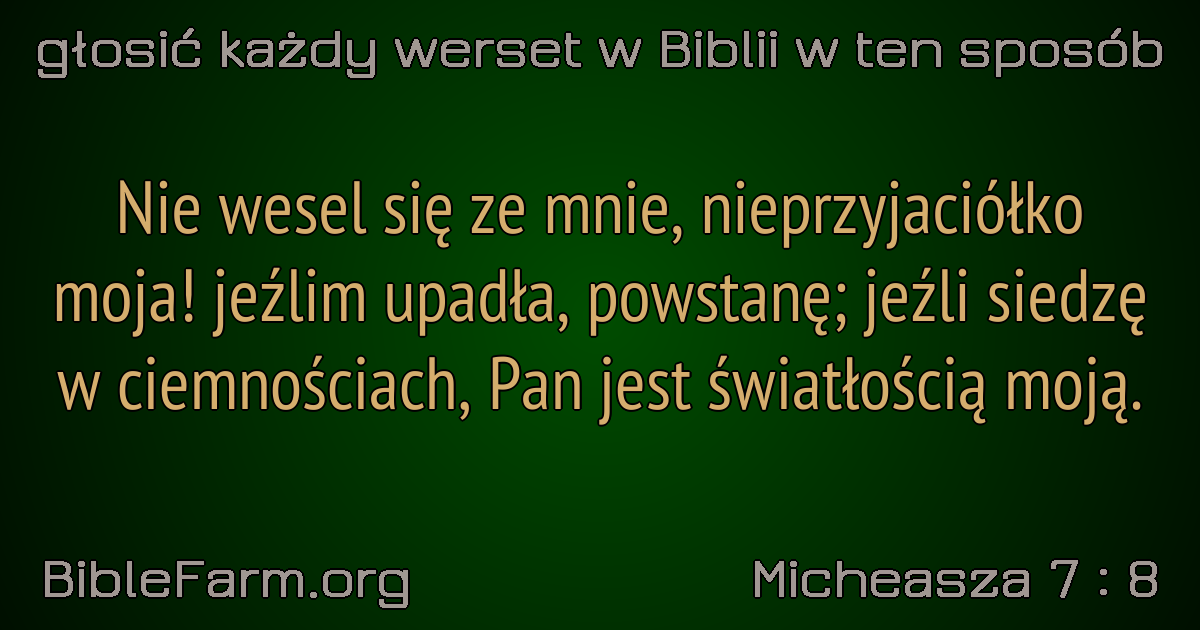 głosić każdy werset w Biblii w ten sposób
Nie wesel się ze mnie, nieprzyjaciółko
moja! jeźlim upadła, powstanę; jeźli siedzę
w ciemnościach, Pan jest światłością moją.
BibleFarm.org
Micheasza 7 : 8